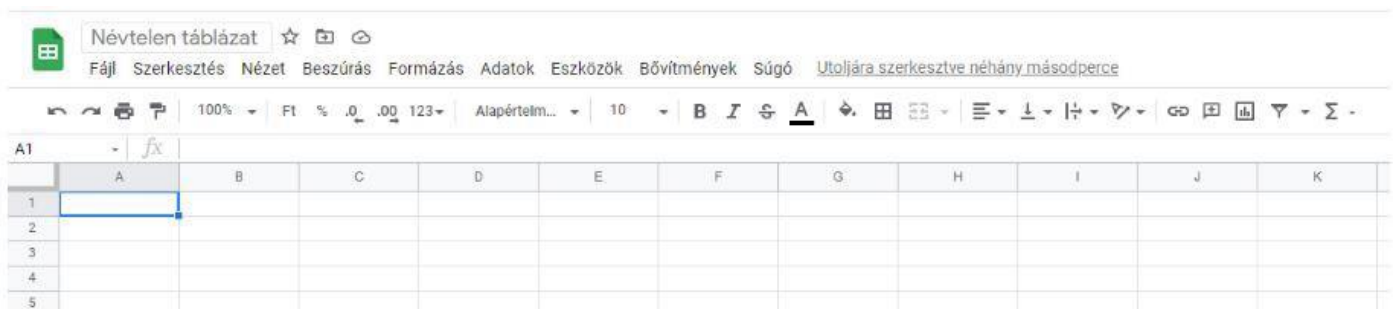 Névtelen táblázat
Fájl Szerkesztés Nézet Beszúrás Formázás Adatok Eszközök Bővítmények Súgó Utoljára szerkesztve néhány másodperce
100% Ft % .0 .00 123 Alapértelm... 10 B I S A Σ
A1 fx
A B C D E F G H I J K
1
2
3
4
5